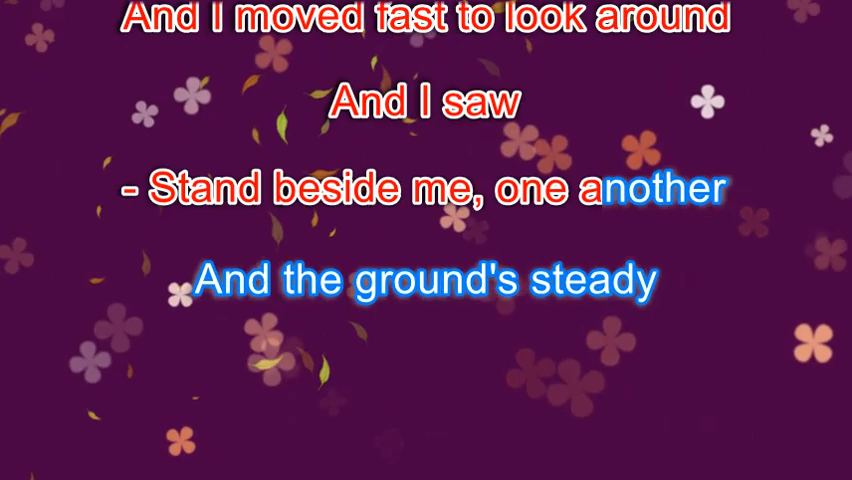 And I moved fast to look around
And I saw
- Stand beside me, one another
And the ground's steady